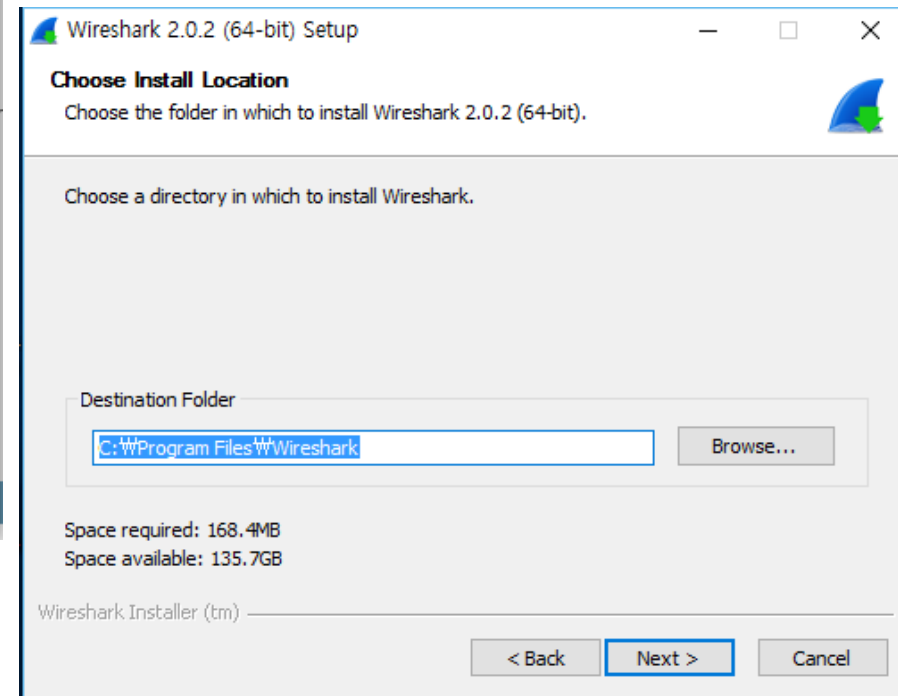 Wireshark 2.0.2 (64-bit) Setup
Choose Install Location
Choose the folder in which to install Wireshark 2.0.2 (64-bit).
Choose a directory in which to install Wireshark.
Destination Folder
C:₩Program Files₩Wireshark
Browse...
Space required: 168.4MB
Space available: 135.7GB
Wireshark Installer (tm)
< Back Next > Cancel